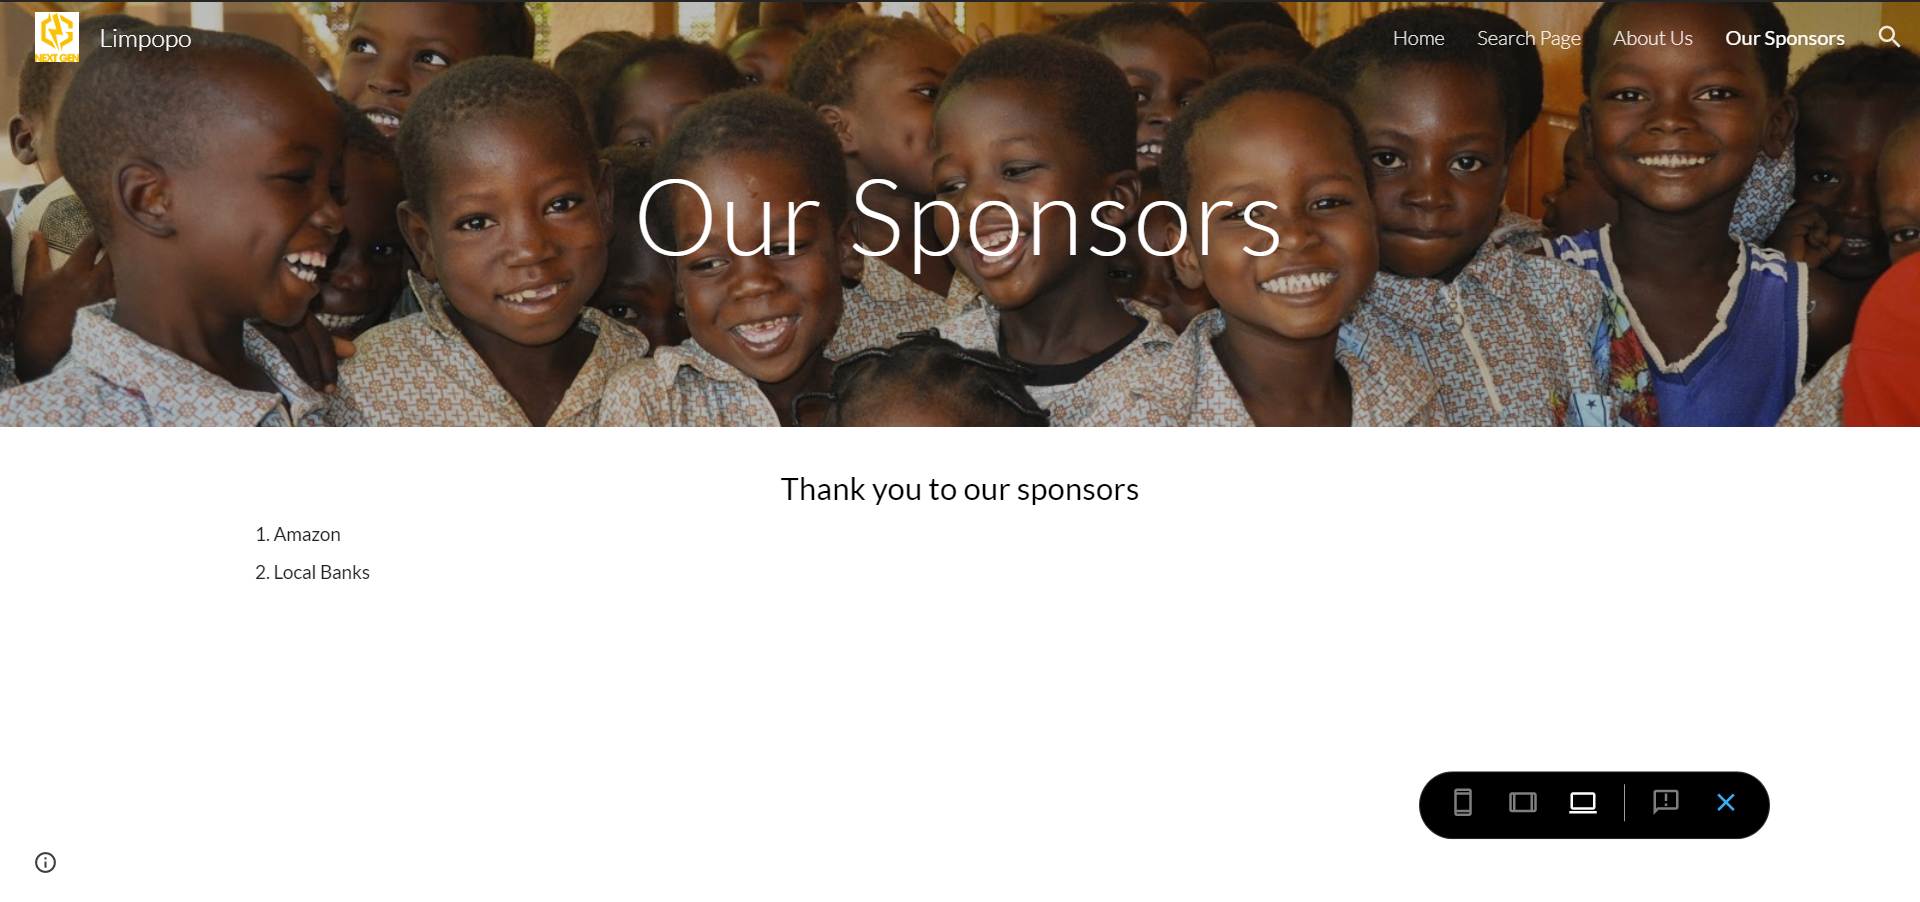 NEXT GEN
Limpopo
Home
Search Page
About Us
Our Sponsors
Our Sponsors
Thank you to our sponsors
1. Amazon
2. Local Banks